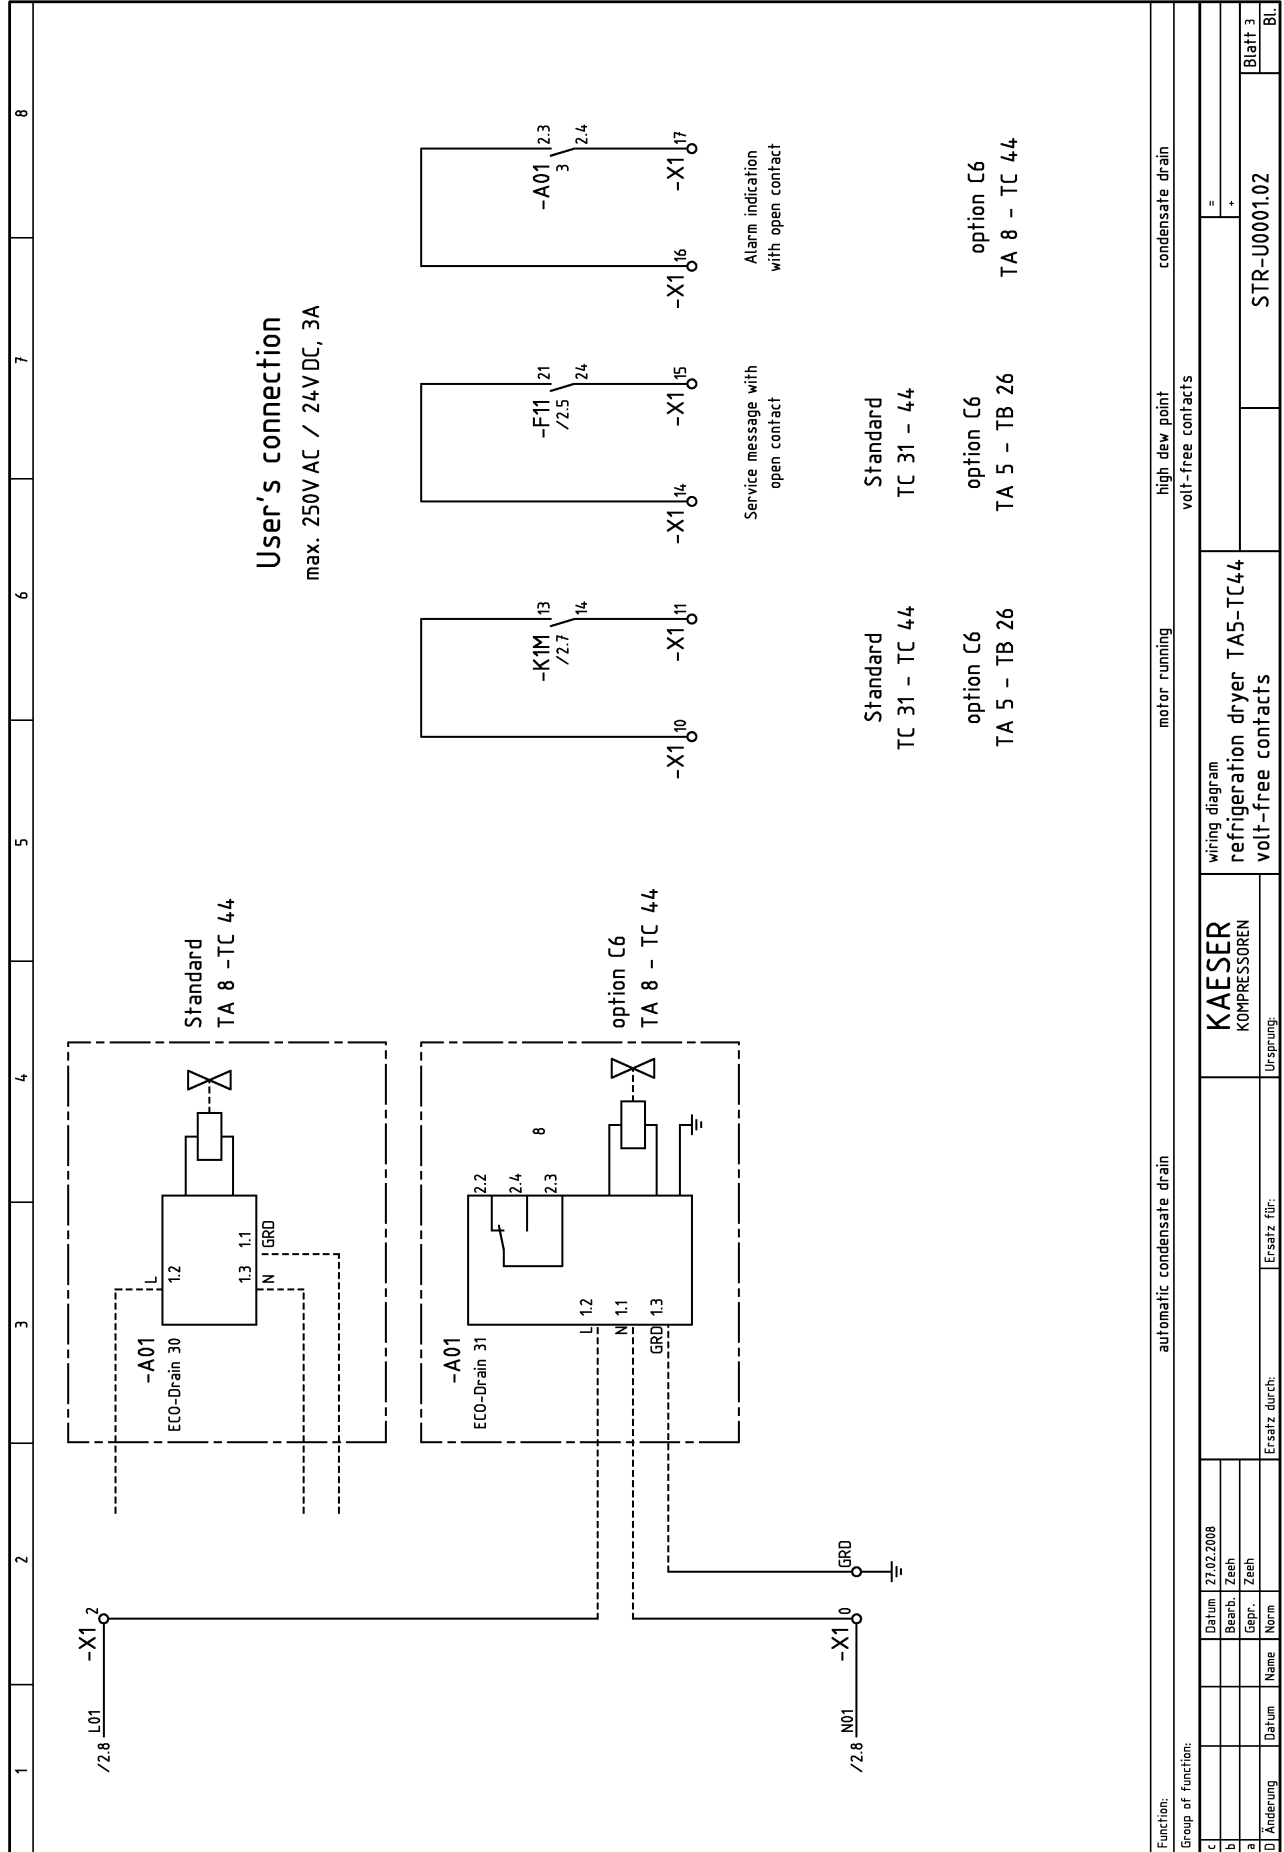 1
2
3
4
5
6
7
8
User's connection
max. 250V AC / 24V DC, 3A
/2.8 L01
-X1 2
/2.8 N01
-X1 0
GRD
-A01
ECO-Drain 30
L
1.2
1.3
N
1.1
GRD
Standard
TA 8 -TC 44
-A01
ECO-Drain 31
L 1.2
N 1.1
GRD 1.3
2.2
2.4
2.3
8
option C6
TA 8 - TC 44
-K1M
/2.7
13
14
-X1 10
-X1 11
Standard
TC 31 - TC 44
option C6
TA 5 - TB 26
-F11
/2.5
21
24
-X1 14
-X1 15
Service message with
open contact
Standard
TC 31 - 44
option C6
TA 5 - TB 26
-A01
3
2.3
2.4
-X1 16
-X1 17
Alarm indication
with open contact
option C6
TA 8 - TC 44
Function:
automatic condensate drain
motor running
high dew point
condensate drain
Group of function:
volt-free contacts
c
b
a
D Änderung
Datum
Name
Datum 27.02.2008
Bearb. Zeeh
Gepr. Zeeh
Norm
Ersatz durch:
Ersatz für:
Ursprung:
KAESER
KOMPRESSOREN
wiring diagram
refrigeration dryer TA5-TC44
volt-free contacts
STR-U0001.02
=
+
Blatt 3
Bl.